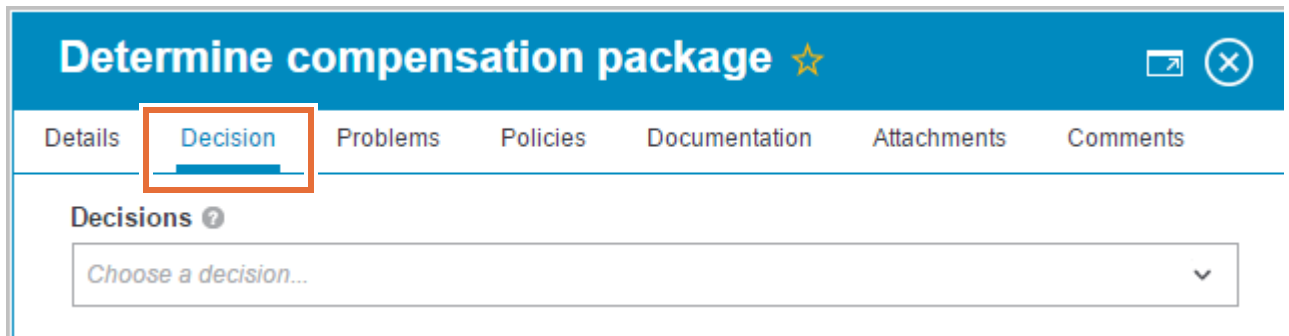 Determine compensation package
Details Decision Problems Policies Documentation Attachments Comments
Decisions ?
Choose a decision...